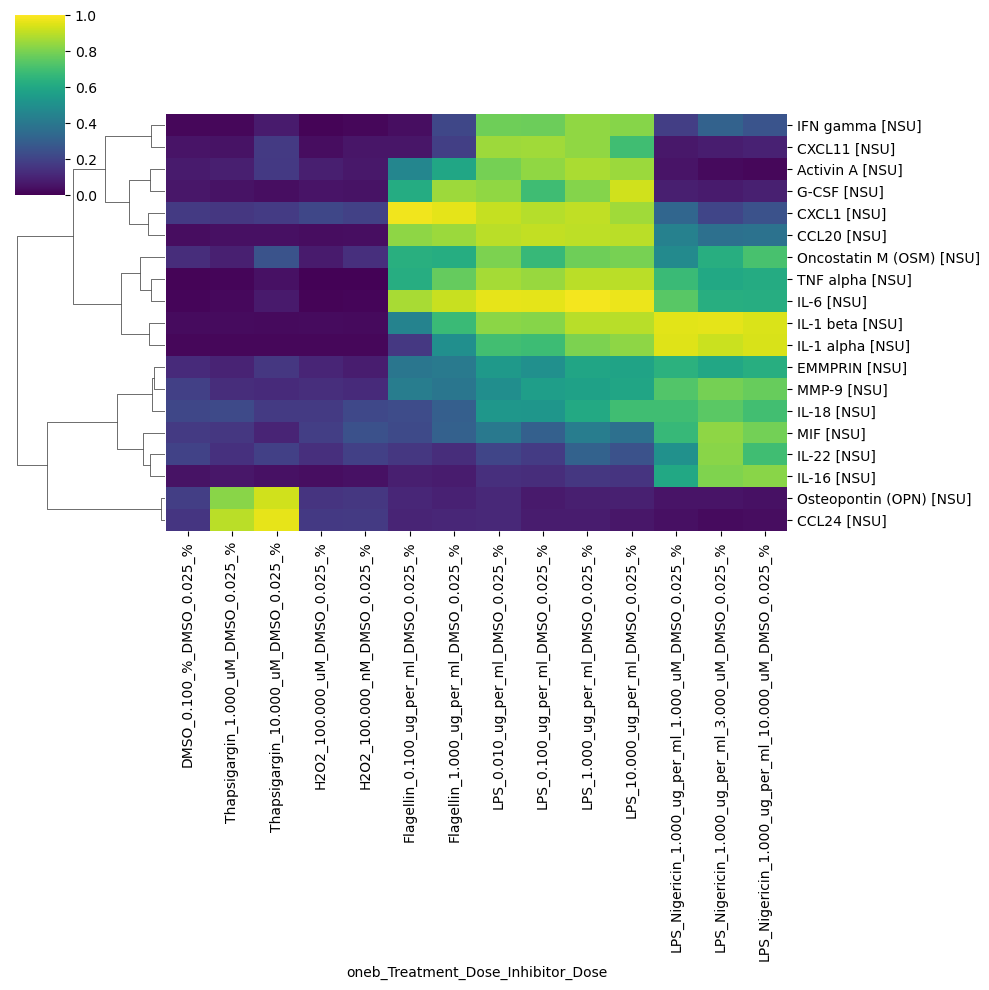 1.0
0.8
0.6
0.4
0.2
0.0
IFN gamma [NSU]
CXCL11 [NSU]
Activin A [NSU]
G-CSF [NSU]
CXCL1 [NSU]
CCL20 [NSU]
Oncostatin M (OSM) [NSU]
TNF alpha [NSU]
IL-6 [NSU]
IL-1 beta [NSU]
IL-1 alpha [NSU]
EMMPRIN [NSU]
MMP-9 [NSU]
IL-18 [NSU]
MIF [NSU]
IL-22 [NSU]
IL-16 [NSU]
Osteopontin (OPN) [NSU]
CCL24 [NSU]
DMSO_0.100_%_DMSO_0.025_%
Thapsigargin_1.000_uM_DMSO_0.025_%
Thapsigargin_10.000_uM_DMSO_0.025_%
H2O2_100.000_uM_DMSO_0.025_%
H2O2_100.000_nM_DMSO_0.025_%
Flagellin_0.100_ug_per_ml_DMSO_0.025_%
Flagellin_1.000_ug_per_ml_DMSO_0.025_%
LPS_0.010_ug_per_ml_DMSO_0.025_%
LPS_0.100_ug_per_ml_DMSO_0.025_%
LPS_1.000_ug_per_ml_DMSO_0.025_%
LPS_10.000_ug_per_ml_DMSO_0.025_%
LPS_Nigericin_1.000_ug_per_ml_1.000_uM_DMSO_0.025_%
LPS_Nigericin_1.000_ug_per_ml_3.000_uM_DMSO_0.025_%
LPS_Nigericin_1.000_ug_per_ml_10.000_uM_DMSO_0.025_%
oneb_Treatment_Dose_Inhibitor_Dose